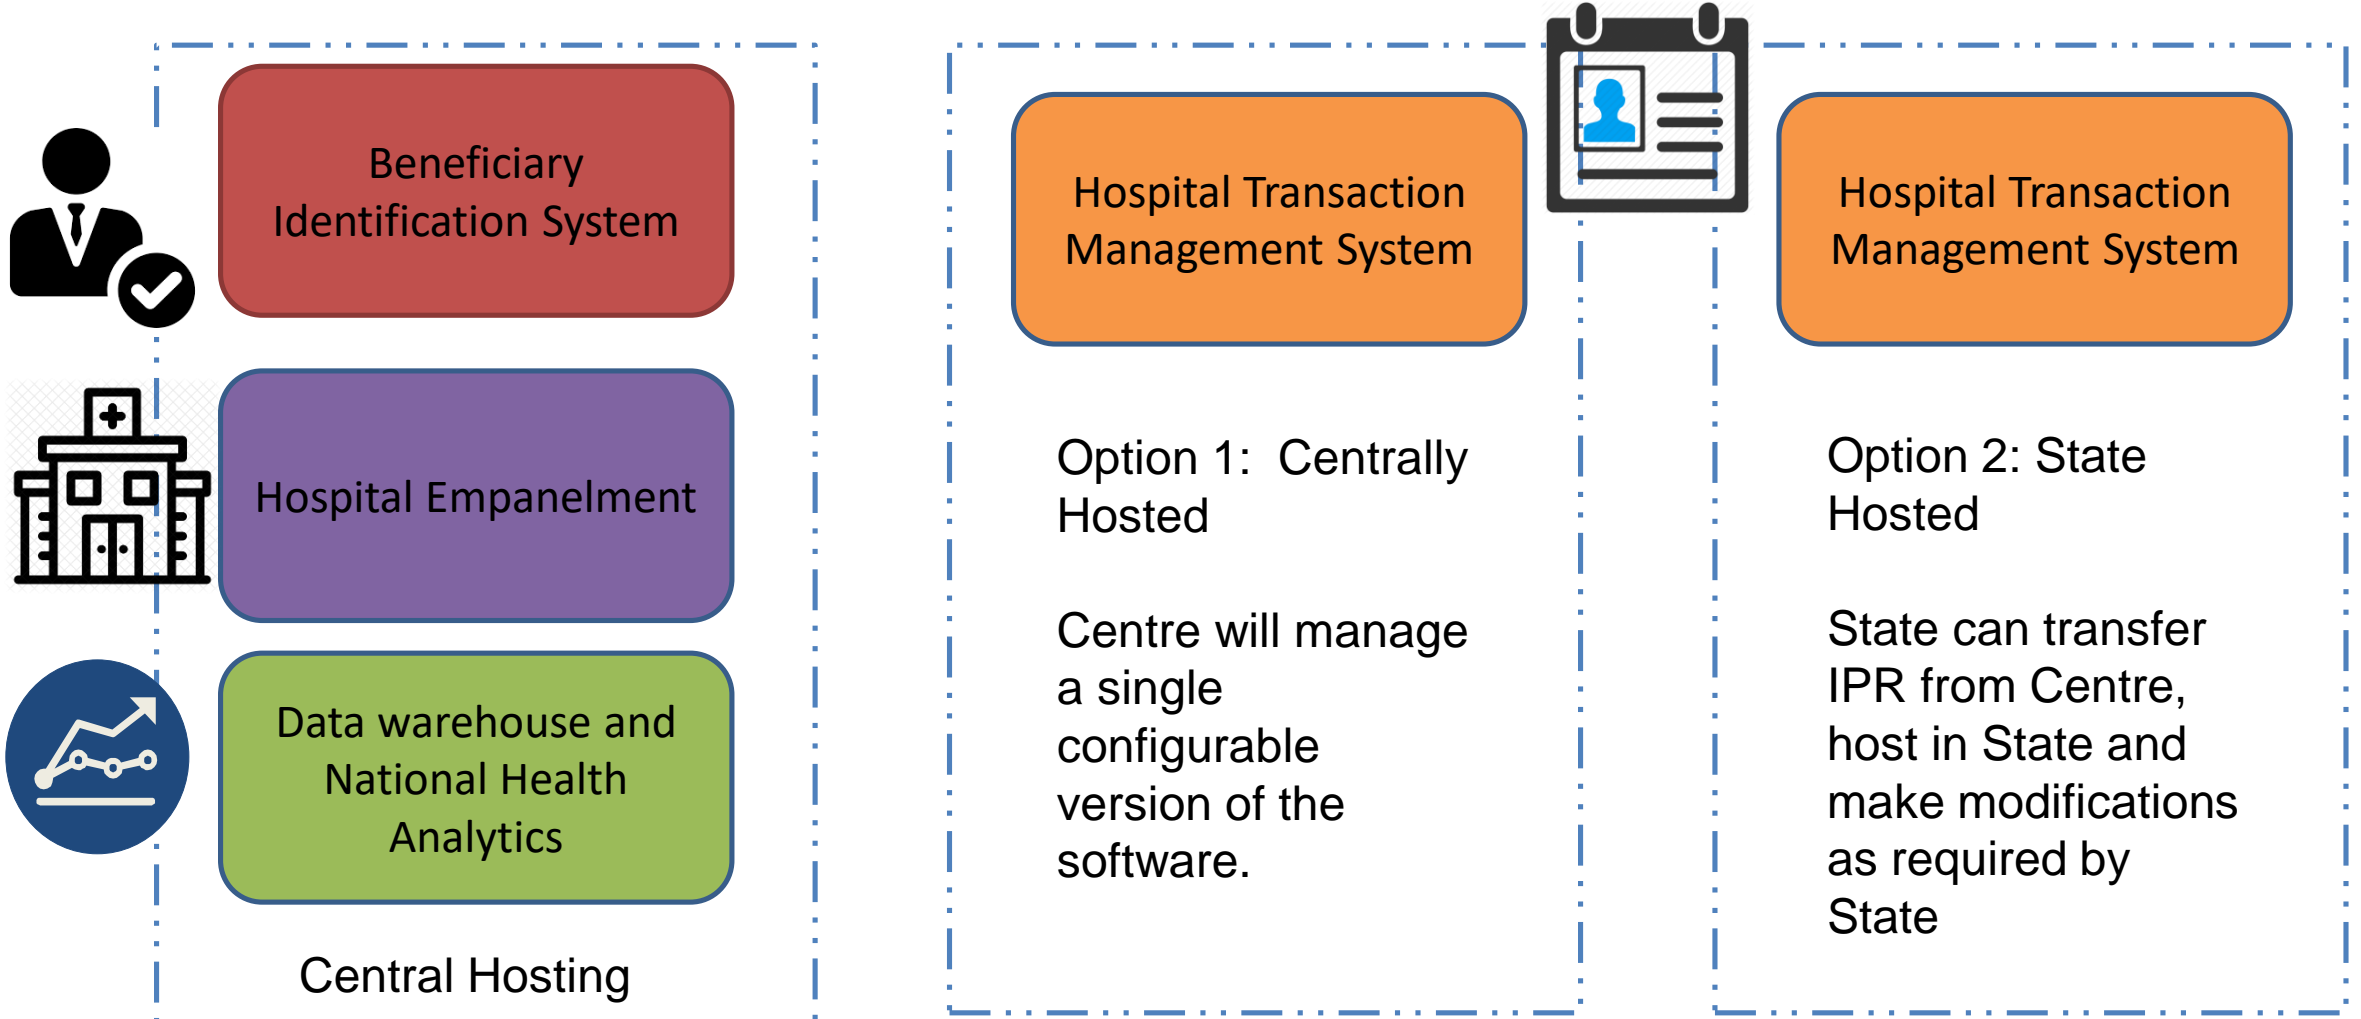 Beneficiary
Identification System
Hospital Empanelment
Data warehouse and
National Health
Analytics
Central Hosting
Hospital Transaction
Management System
Option 1:  Centrally
Hosted
Centre will manage
a single
configurable
version of the
software.
Hospital Transaction
Management System
Option 2: State
Hosted
State can transfer
IPR from Centre,
host in State and
make modifications
as required by
State